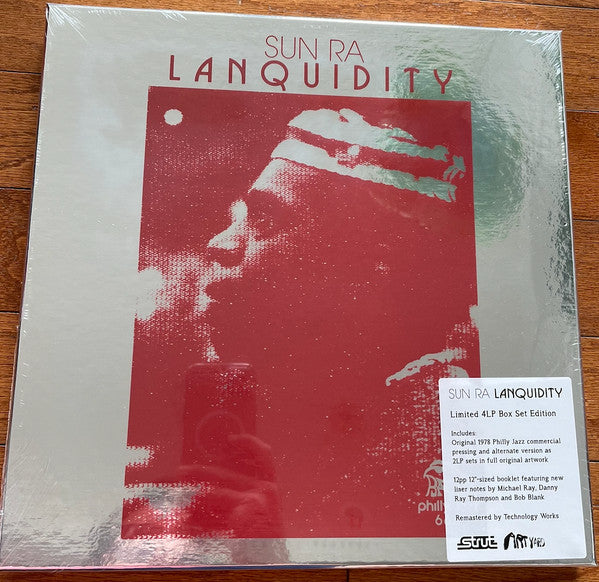 SUN RA
LANQUIDITY
SUN RA LANQUIDITY
Limited 4LP Box Set Edition
Includes:
Original 1978 Philly Jazz commercial
pressing and alternate version as
2LP sets in full original artwork
12pp 12"-sized booklet featuring new
liner notes by Michael Ray, Danny
Ray Thompson and Bob Blank
Remastered by Technology Works
Strut ART YARD
philly